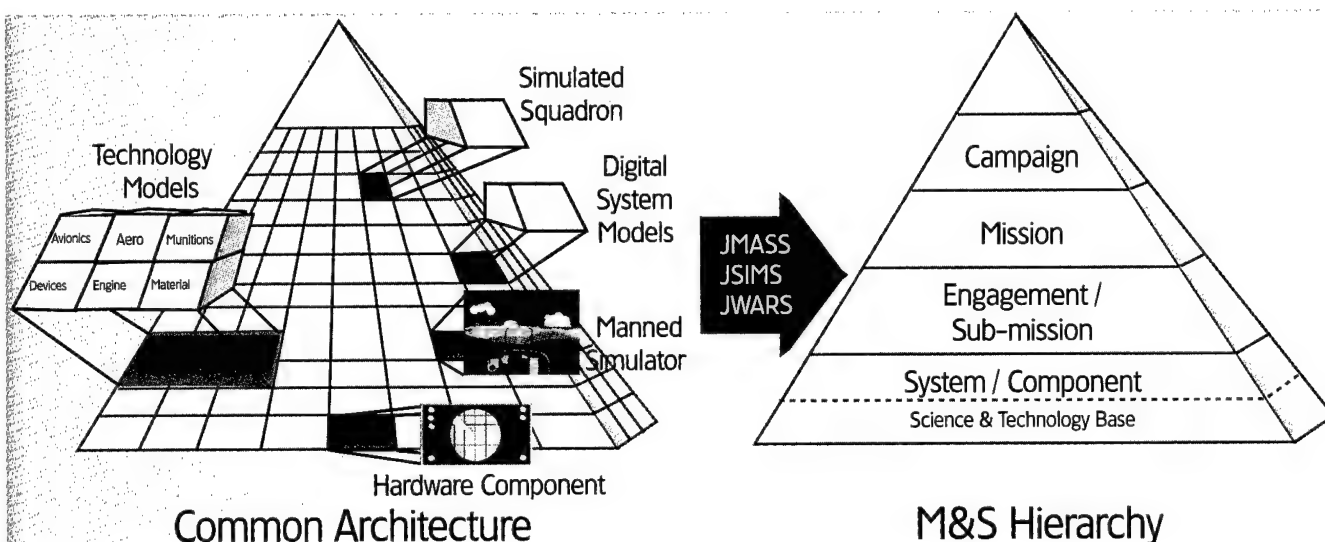 Simulated
Squadron
Technology
Models
Digital
System
Models
Avionics
Aero
Munitions
Devices
Engine
Material
Manned
Simulator
Hardware Component
Common Architecture
JMASS
JSIMS
JWARS
Campaign
Mission
Engagement /
Sub-mission
System / Component
Science & Technology Base
M&S Hierarchy